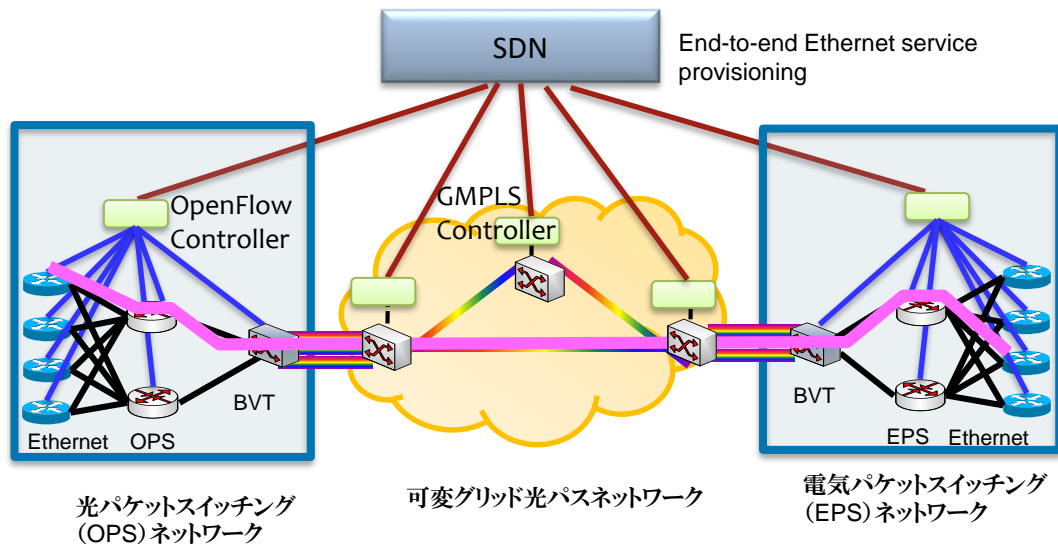 SDN
End-to-end Ethernet service
provisioning
OpenFlow
Controller
GMPLS
Controller
BVT
BVT
Ethernet
OPS
EPS
Ethernet
光パケットスイッチング
(OPS)ネットワーク
可変グリッド光パスネットワーク
電気パケットスイッチング
(EPS)ネットワーク